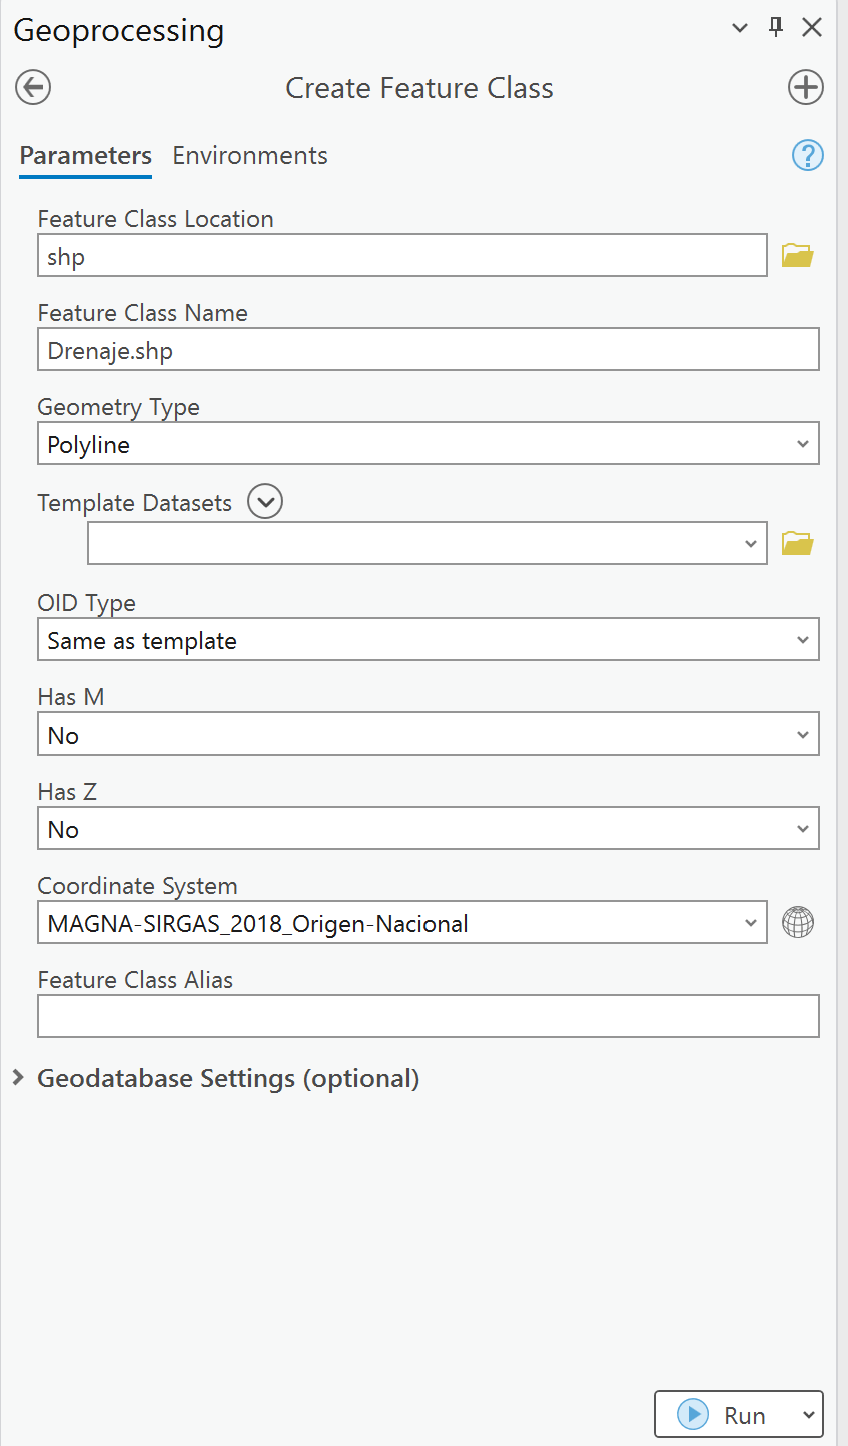 Geoprocessing
Create Feature Class
Parameters Environments
Feature Class Location
shp
Feature Class Name
Drenaje.shp
Geometry Type
Polyline
Template Datasets
OID Type
Same as template
Has M
No
Has Z
No
Coordinate System
MAGNA-SIRGAS_2018_Origen-Nacional
Feature Class Alias
Geodatabase Settings (optional)
Run